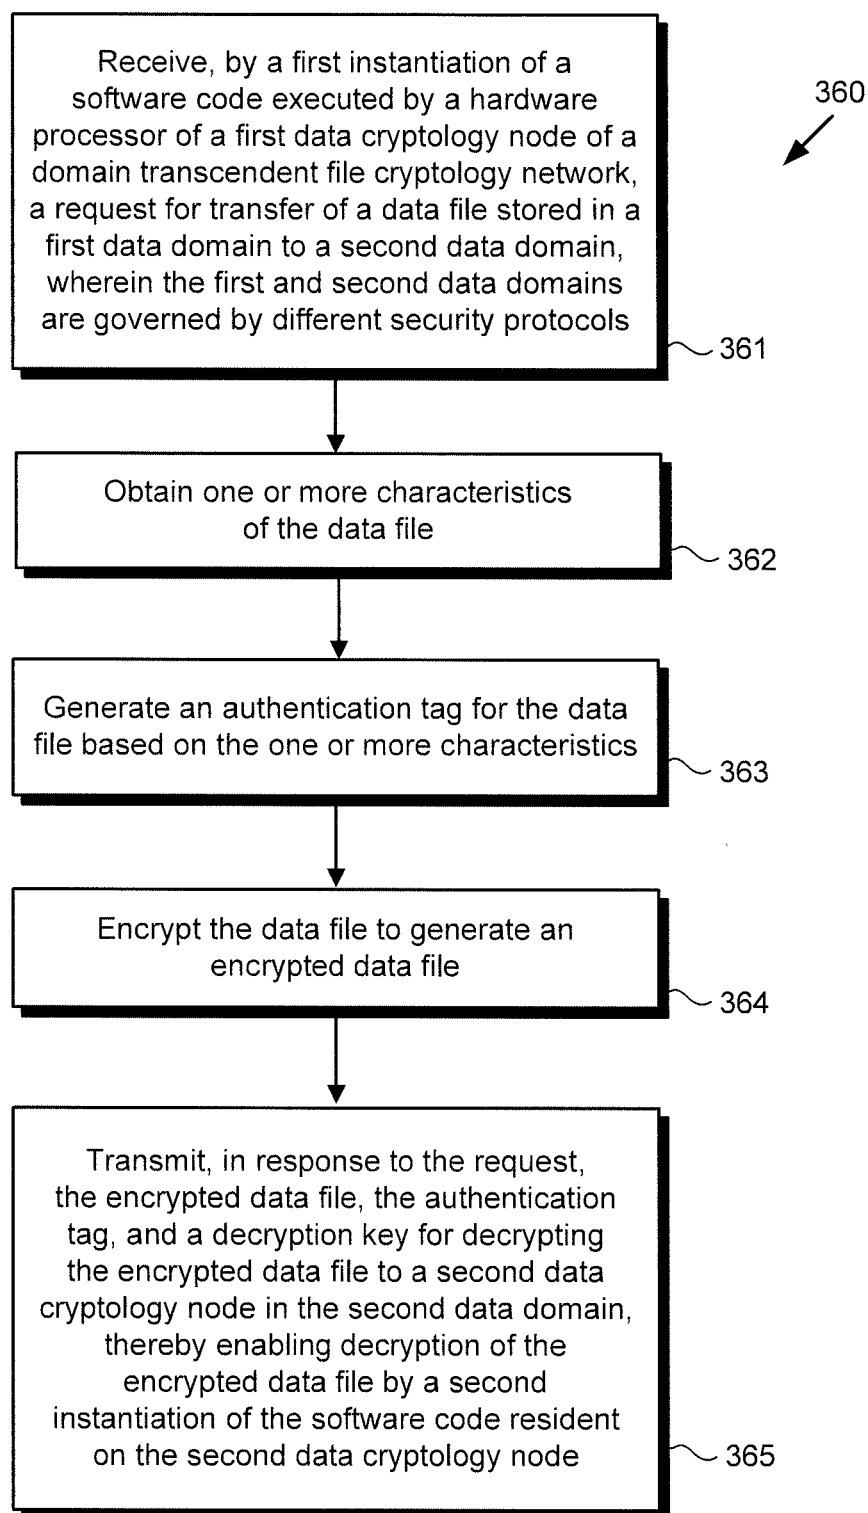 Receive, by a first instantiation of a
software code executed by a hardware
processor of a first data cryptology node of a
domain transcendent file cryptology network,
a request for transfer of a data file stored in a
first data domain to a second data domain,
wherein the first and second data domains
are governed by different security protocols
360
361
Obtain one or more characteristics
of the data file
362
Generate an authentication tag for the data
file based on the one or more characteristics
363
Encrypt the data file to generate an
encrypted data file
364
Transmit, in response to the request,
the encrypted data file, the authentication
tag, and a decryption key for decrypting
the encrypted data file to a second data
cryptology node in the second data domain,
thereby enabling decryption of the
encrypted data file by a second
instantiation of the software code resident
on the second data cryptology node
365